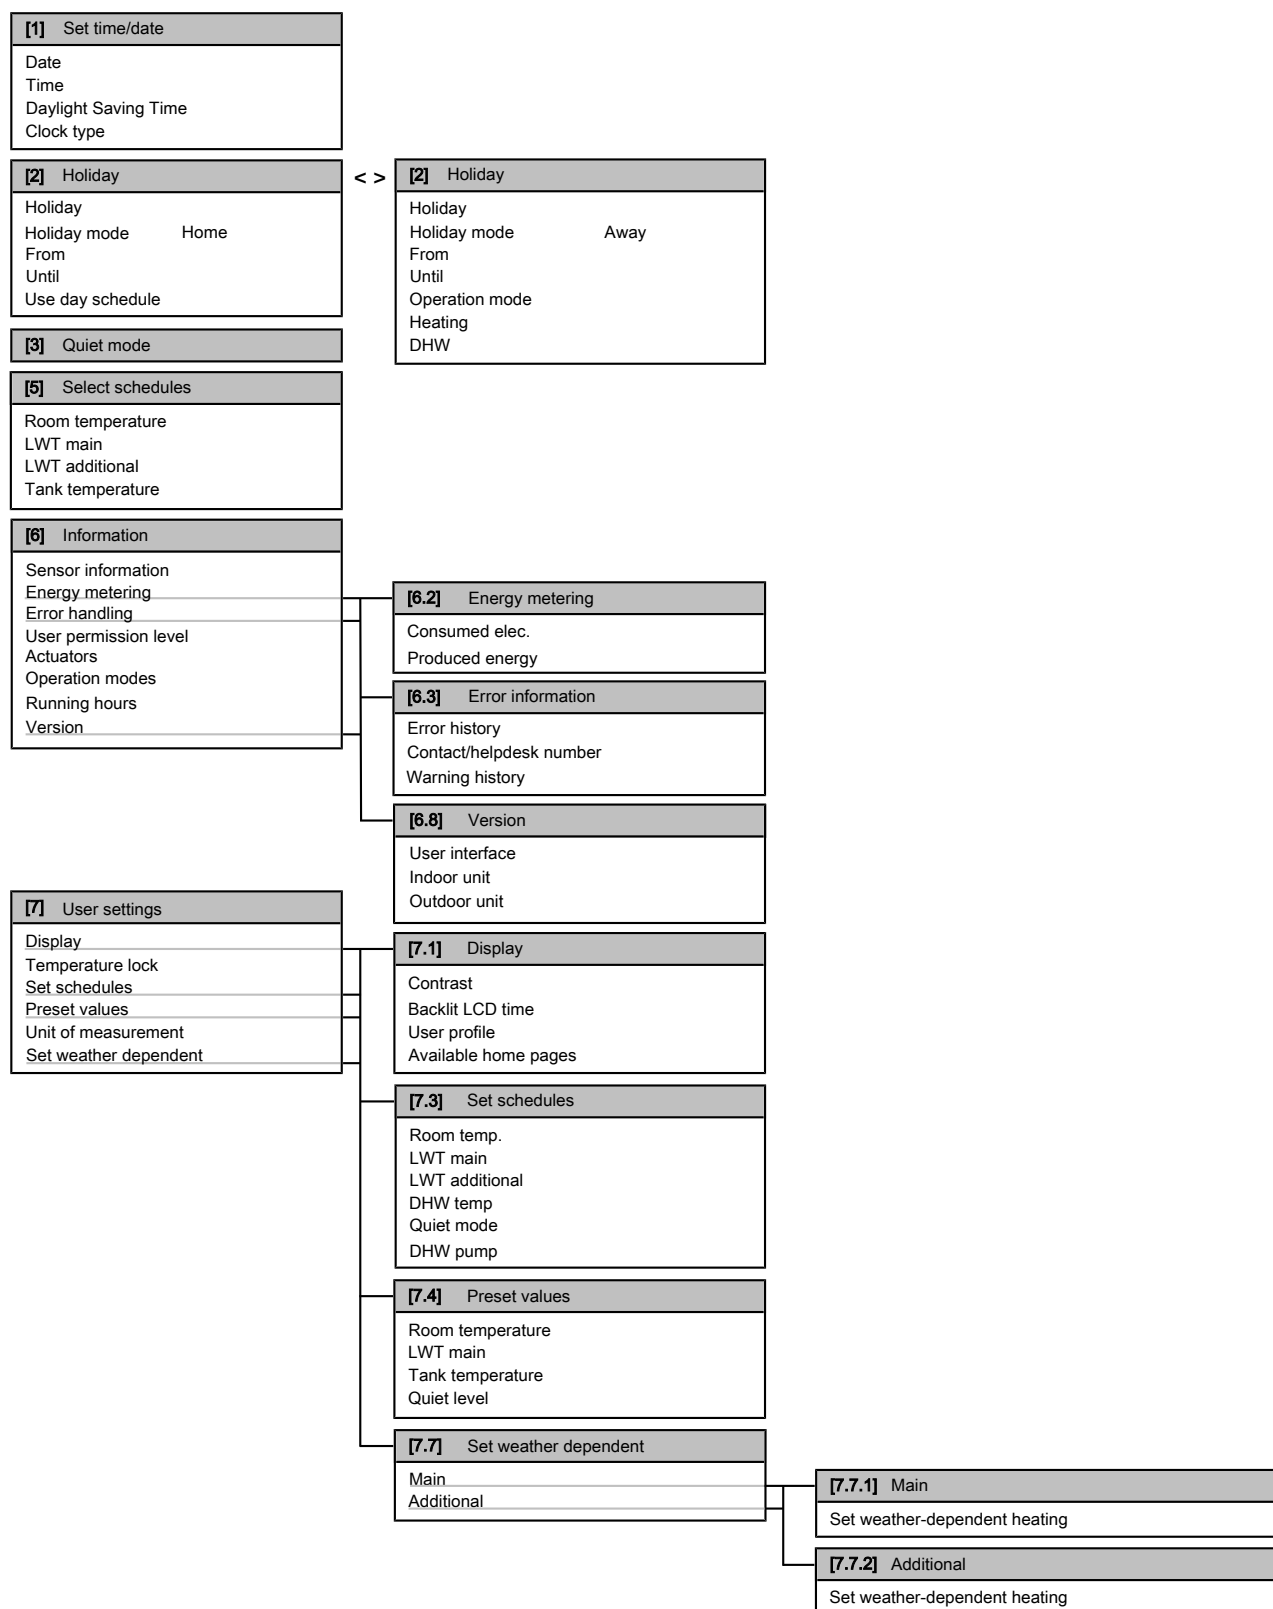 [1] Set time/date
Date
Time
Daylight Saving Time
Clock type
[2] Holiday
Holiday
Holiday mode Home
From
Until
Use day schedule
< >
[2] Holiday
Holiday
Holiday mode Away
From
Until
Operation mode
Heating
DHW
[3] Quiet mode
[5] Select schedules
Room temperature
LWT main
LWT additional
Tank temperature
[6] Information
Sensor information
Energy metering
Error handling
User permission level
Actuators
Operation modes
Running hours
Version
[6.2] Energy metering
Consumed elec.
Produced energy
[6.3] Error information
Error history
Contact/helpdesk number
Warning history
[6.8] Version
User interface
Indoor unit
Outdoor unit
[7] User settings
Display
Temperature lock
Set schedules
Preset values
Unit of measurement
Set weather dependent
[7.1] Display
Contrast
Backlit LCD time
User profile
Available home pages
[7.3] Set schedules
Room temp.
LWT main
LWT additional
DHW temp
Quiet mode
DHW pump
[7.4] Preset values
Room temperature
LWT main
Tank temperature
Quiet level
[7.7] Set weather dependent
Main
Additional
[7.7.1] Main
Set weather-dependent heating
[7.7.2] Additional
Set weather-dependent heating